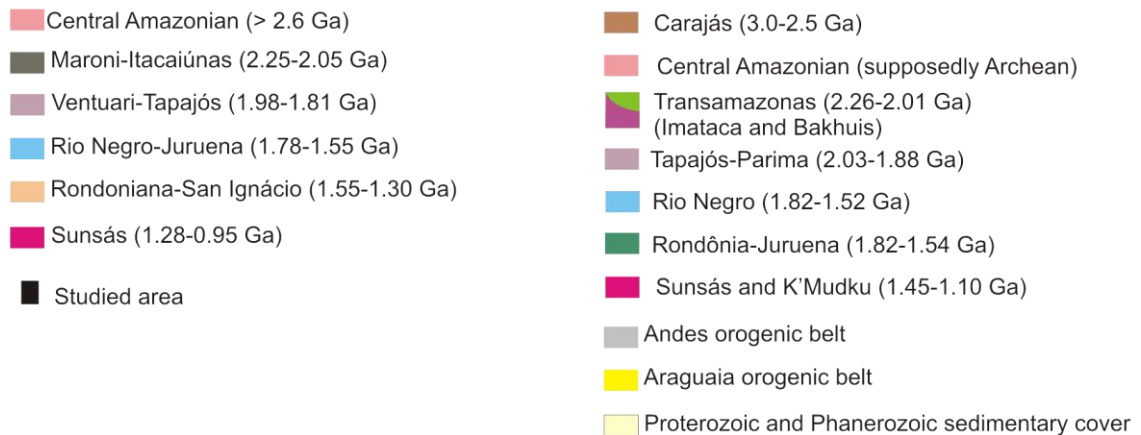 Central Amazonian (> 2.6 Ga)
Maroni-Itacaiúnas (2.25-2.05 Ga)
Ventuari-Tapajós (1.98-1.81 Ga)
Rio Negro-Juruena (1.78-1.55 Ga)
Rondoniana-San Ignácio (1.55-1.30 Ga)
Sunsás (1.28-0.95 Ga)
Studied area
Carajás (3.0-2.5 Ga)
Central Amazonian (supposedly Archean)
Transamazonas (2.26-2.01 Ga)
(Imataca and Bakhuis)
Tapajós-Parima (2.03-1.88 Ga)
Rio Negro (1.82-1.52 Ga)
Rondônia-Juruena (1.82-1.54 Ga)
Sunsás and K'Mudku (1.45-1.10 Ga)
Andes orogenic belt
Araguaia orogenic belt
Proterozoic and Phanerozoic sedimentary cover